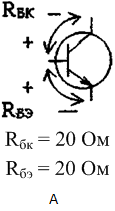 RБК −
+
+
RБЭ −
Rбк = 20 Ом
Rбэ = 20 Ом
А